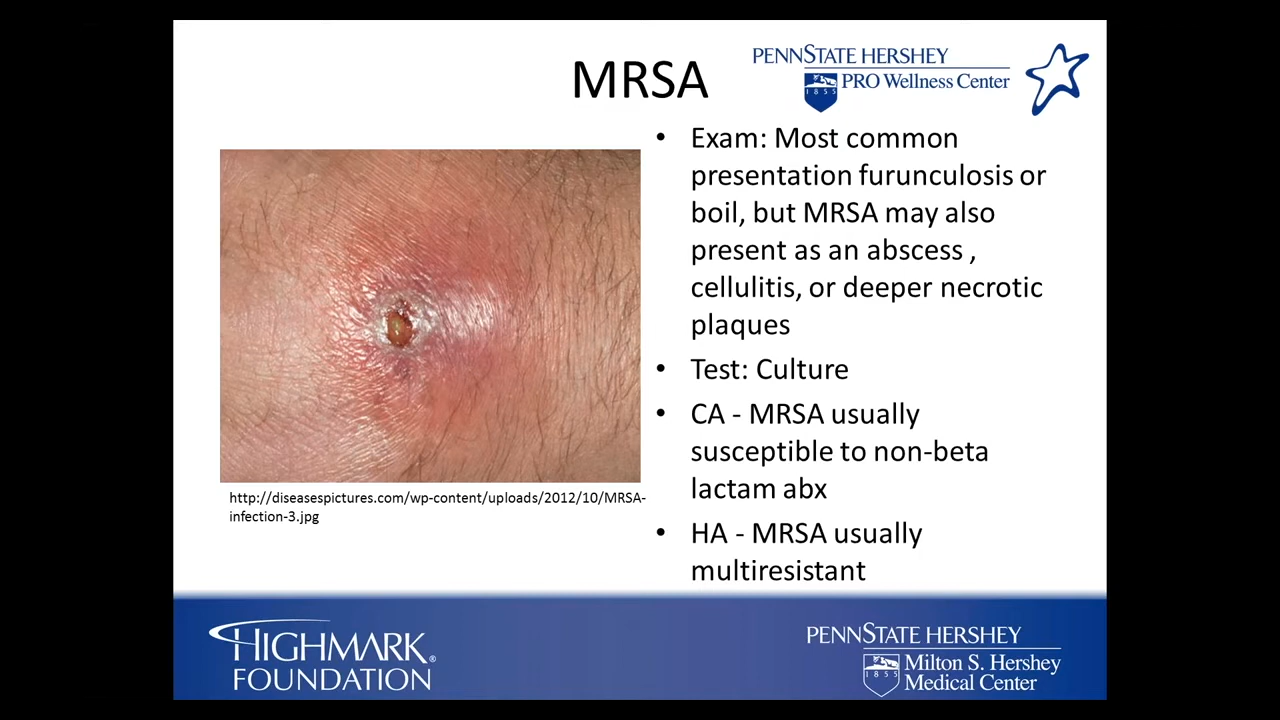 MRSA
PENNSTATE HERSHEY
1855
PRO Wellness Center
• Exam: Most common
presentation furunculosis or
boil, but MRSA may also
present as an abscess ,
cellulitis, or deeper necrotic
plaques
• Test: Culture
• CA - MRSA usually
susceptible to non-beta
lactam abx
• HA - MRSA usually
multiresistant
http://diseasespictures.com/wp-content/uploads/2012/10/MRSA-
infection-3.jpg
HIGHMARK®
FOUNDATION
PENNSTATE HERSHEY
1855
Milton S. Hershey
Medical Center